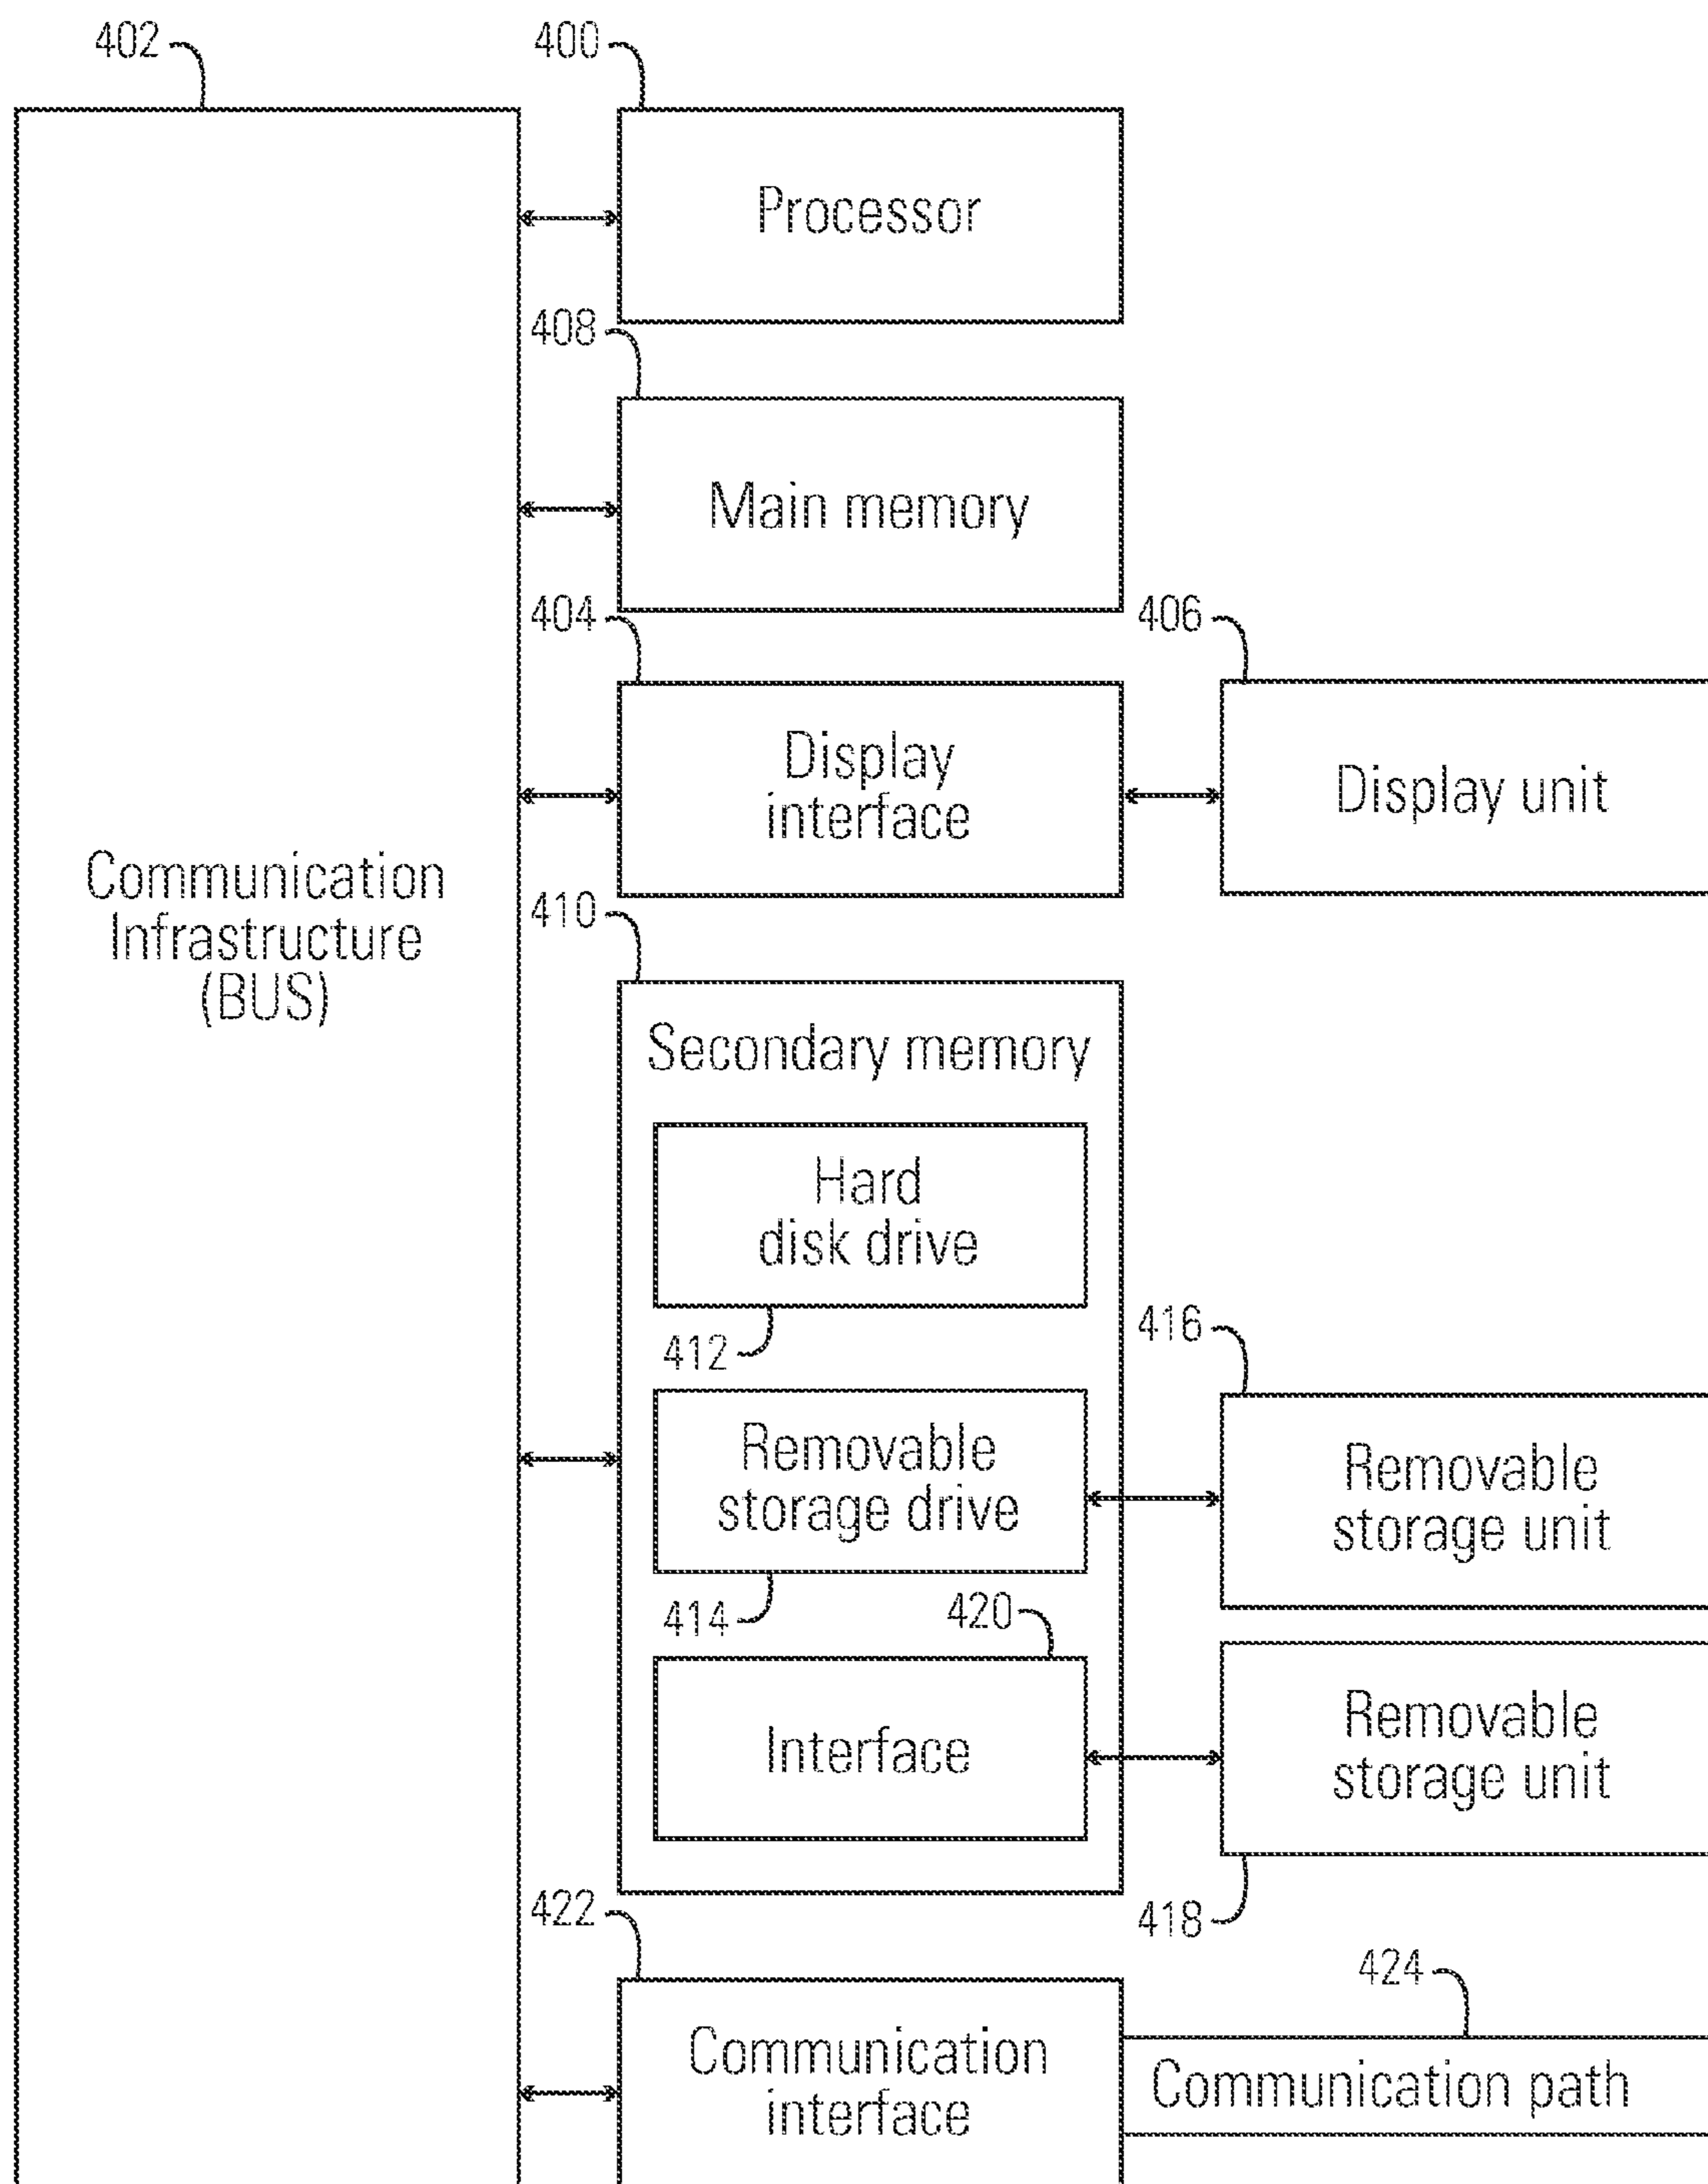 402
400
Processor
408
Main memory
404
406
Display
interface
Display unit
Communication
Infrastructure
(BUS)
410
Secondary memory
Hard
disk drive
412
416
Removable
storage drive
Removable
storage unit
414
420
Interface
Removable
storage unit
418
422
424
Communication
interface
Communication path